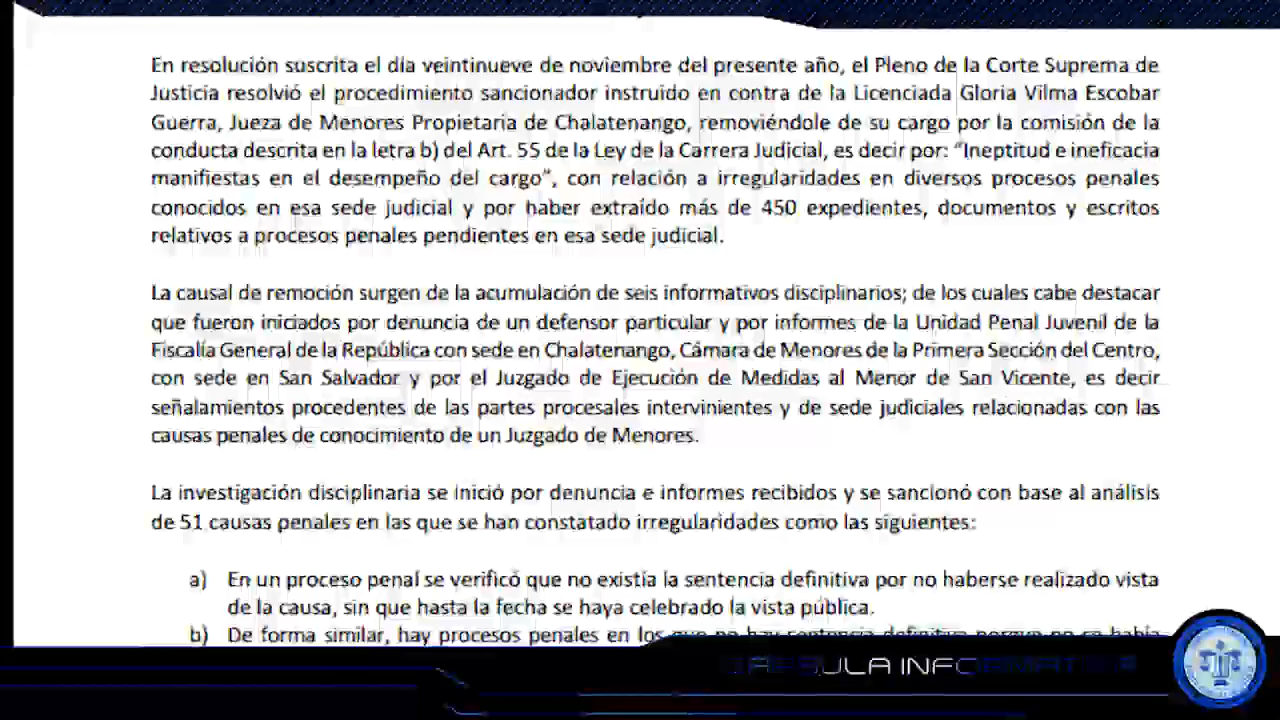 En resolución suscrita el día veintinueve de noviembre del presente año, el Pleno de la Corte Suprema de
Justicia resolvió el procedimiento sancionador instruido en contra de la Licenciada Gloria Vilma Escobar
Guerra, Jueza de Menores Propietaria de Chalatenango, removiéndole de su cargo por la comisión de la
conducta descrita en la letra b) del Art. 55 de la Ley de la Carrera Judicial, es decir por: “Ineptitud e ineficacia
manifiestas en el desempeño del cargo”, con relación a irregularidades en diversos procesos penales
conocidos en esa sede judicial y por haber extraído más de 450 expedientes, documentos y escritos
relativos a procesos penales pendientes en esa sede judicial.
La causal de remoción surgen de la acumulación de seis informativos disciplinarios; de los cuales cabe destacar
que fueron iniciados por denuncia de un defensor particular y por informes de la Unidad Penal Juvenil de la
Fiscalía General de la República con sede en Chalatenango, Cámara de Menores de la Primera Sección del Centro,
con sede en San Salvador y por el Juzgado de Ejecución de Medidas al Menor de San Vicente, es decir
señalamientos procedentes de las partes procesales intervinientes y de sede judiciales relacionadas con las
causas penales de conocimiento de un Juzgado de Menores.
La investigación disciplinaria se inició por denuncia e informes recibidos y se sancionó con base al análisis
de 51 causas penales en las que se han constatado irregularidades como las siguientes:
a) En un proceso penal se verificó que no existía la sentencia definitiva por no haberse realizado vista
de la causa, sin que hasta la fecha se haya celebrado la vista pública.
b) De forma similar, hay procesos penales en los que no hay sentencia definitiva porque no se había